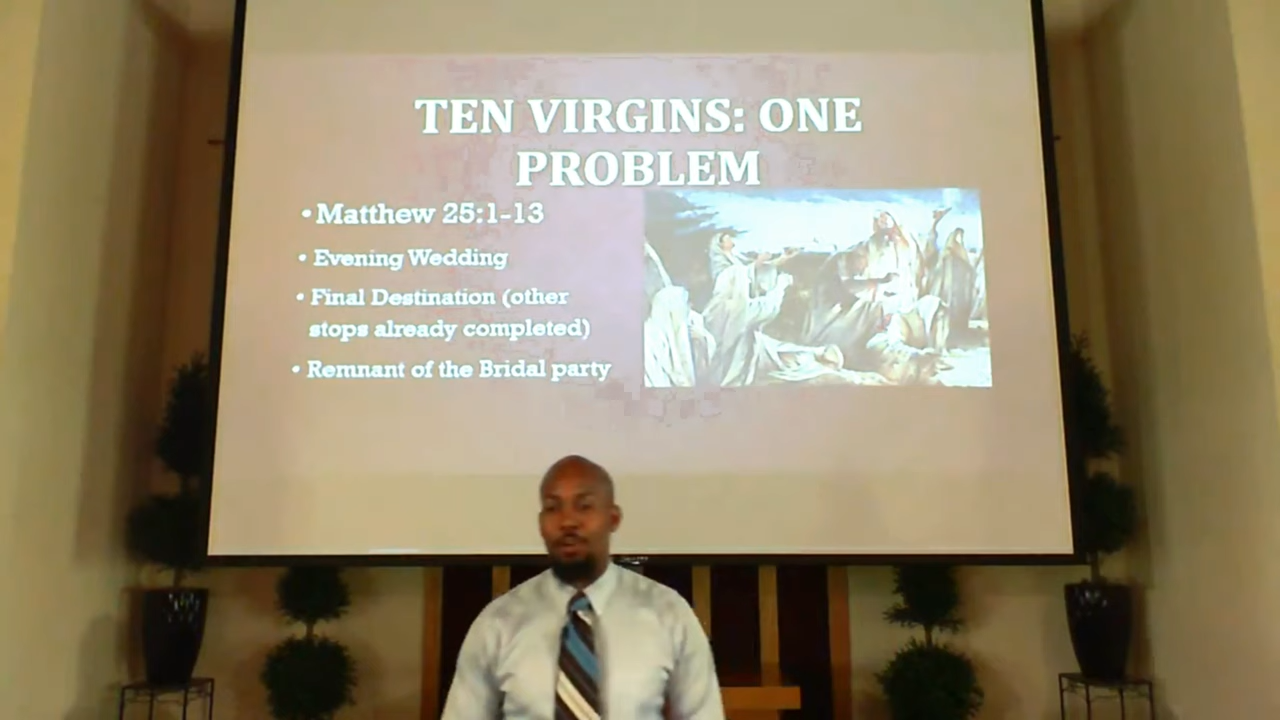 TEN VIRGINS: ONE
PROBLEM
•Matthew 25:1-13
• Evening Wedding
• Final Destination (other
stops already completed)
• Remnant of the Bridal party